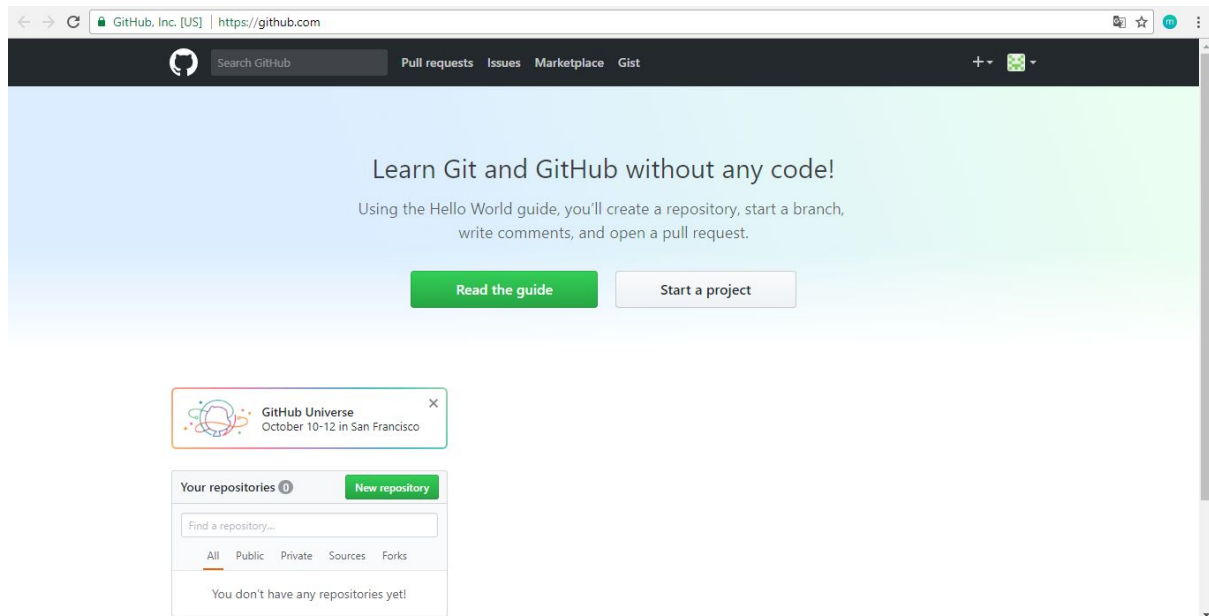 GitHub, Inc. [US] | https://github.com
m
Search GitHub
Pull requests Issues Marketplace Gist
Learn Git and GitHub without any code!
Using the Hello World guide, you'll create a repository, start a branch,
write comments, and open a pull request.
Read the guide
Start a project
GitHub Universe
October 10-12 in San Francisco
Your repositories 0
New repository
Find a repository...
All Public Private Sources Forks
You don't have any repositories yet!